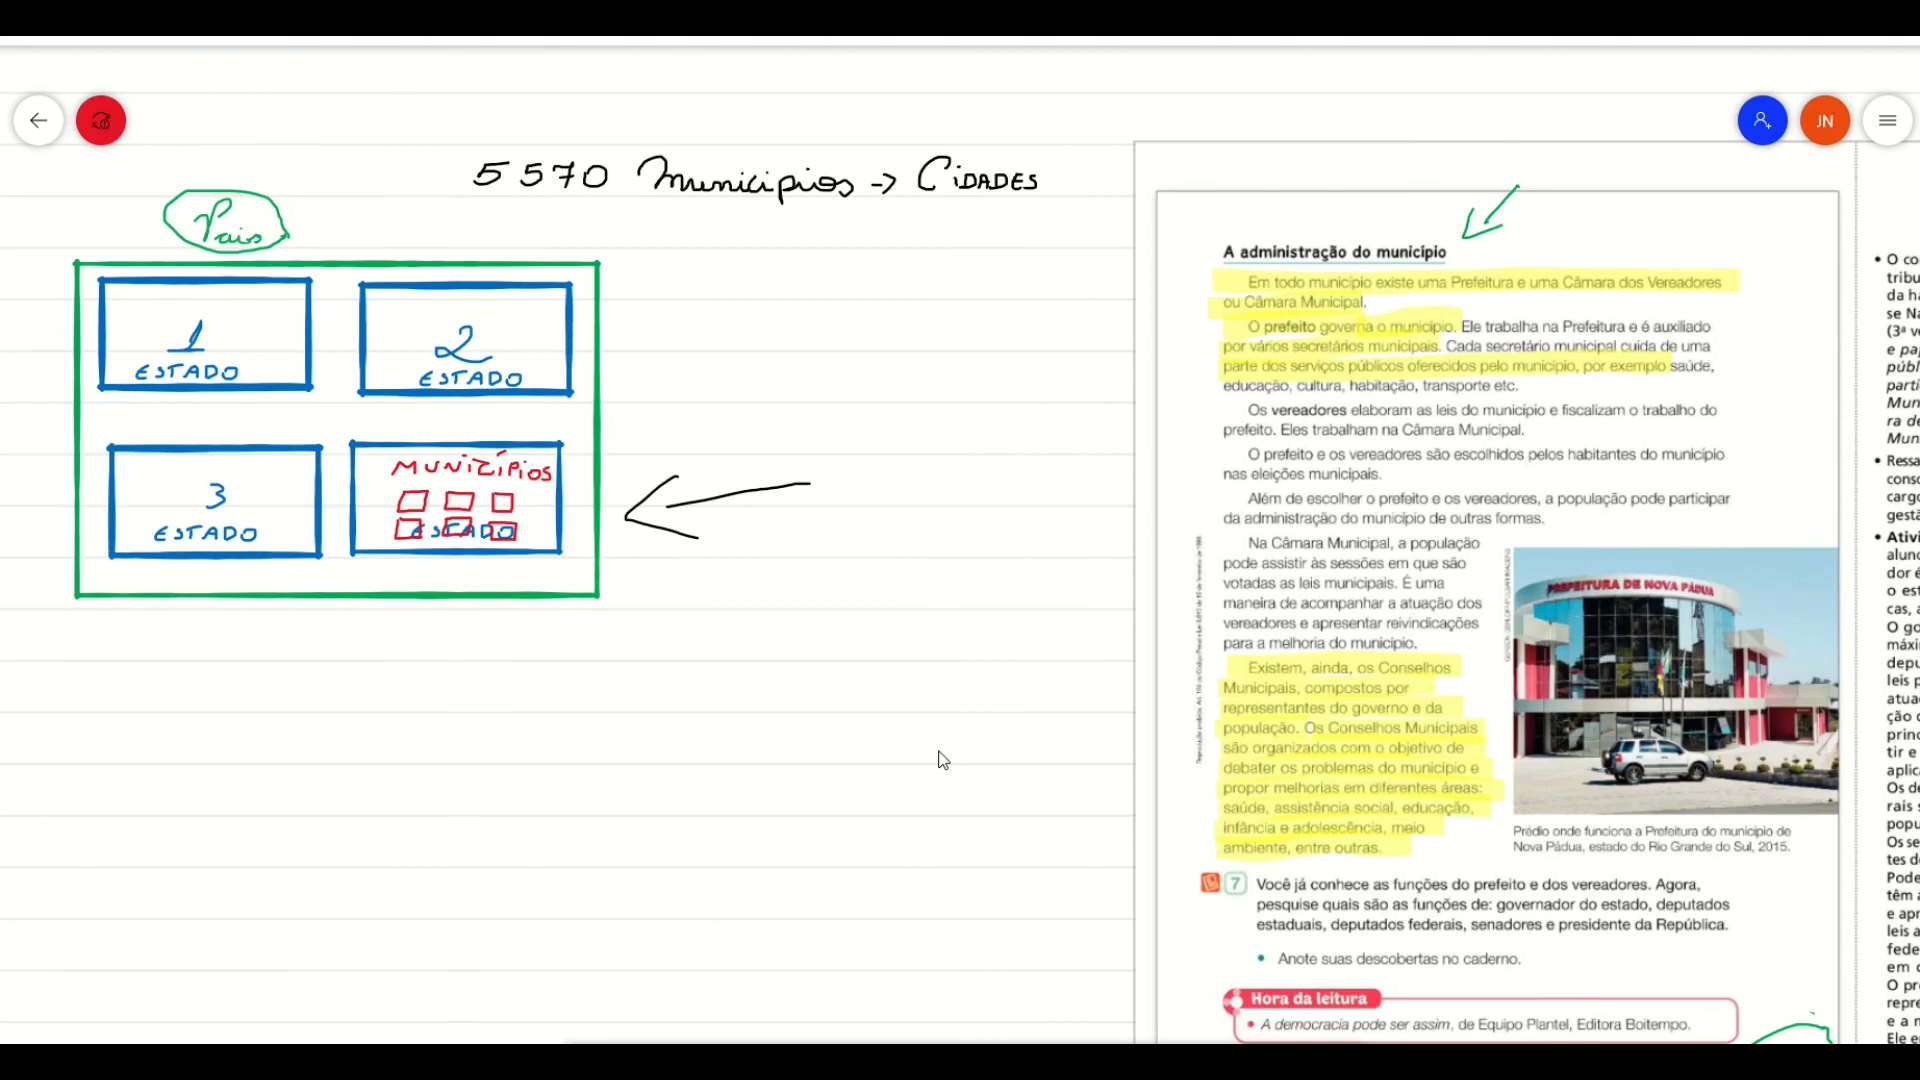 JN
5570 Municípios -> CIDADES
País
1
ESTADO
2
ESTADO
3
ESTADO
MUNICÍPIOS
ESTADO
A administração do município
Em todo município existe uma Prefeitura e uma Câmara dos Vereadores
ou Câmara Municipal.
O prefeito governa o município. Ele trabalha na Prefeitura e é auxiliado
por vários secretários municipais. Cada secretário municipal cuida de uma
parte dos serviços públicos oferecidos pelo município, por exemplo saúde,
educação, cultura, habitação, transporte etc.
Os vereadores elaboram as leis do município e fiscalizam o trabalho do
prefeito. Eles trabalham na Câmara Municipal.
O prefeito e os vereadores são escolhidos pelos habitantes do município
nas eleições municipais.
Além de escolher o prefeito e os vereadores, a população pode participar
da administração do município de outras formas.
Na Câmara Municipal, a população
pode assistir às sessões em que são
votadas as leis municipais. É uma
maneira de acompanhar a atuação dos
vereadores e apresentar reivindicações
para a melhoria do município.
Existem, ainda, os Conselhos
Municipais, compostos por
representantes do governo e da
população. Os Conselhos Municipais
são organizados com o objetivo de
debater os problemas do município e
propor melhorias em diferentes áreas:
saúde, assistência social, educação,
infância e adolescência, meio
ambiente, entre outras.
PREFEITURA DE NOVA PÁDUA
Prédio onde funciona a Prefeitura do município de
Nova Pádua, estado do Rio Grande do Sul, 2015.
7 Você já conhece as funções do prefeito e dos vereadores. Agora,
pesquise quais são as funções de: governador do estado, deputados
estaduais, deputados federais, senadores e presidente da República.
• Anote suas descobertas no caderno.
Hora da leitura
• A democracia pode ser assim, de Equipo Plantel, Editora Boitempo.